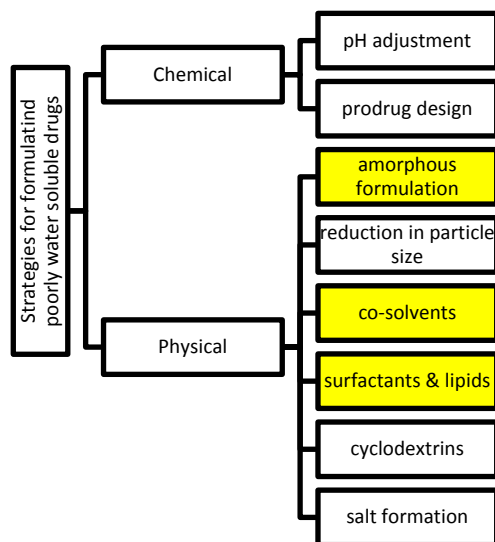 Strategies for formulatind
poorly water soluble drugs
Chemical
pH adjustment
prodrug design
Physical
amorphous
formulation
reduction in particle
size
co-solvents
surfactants & lipids
cyclodextrins
salt formation